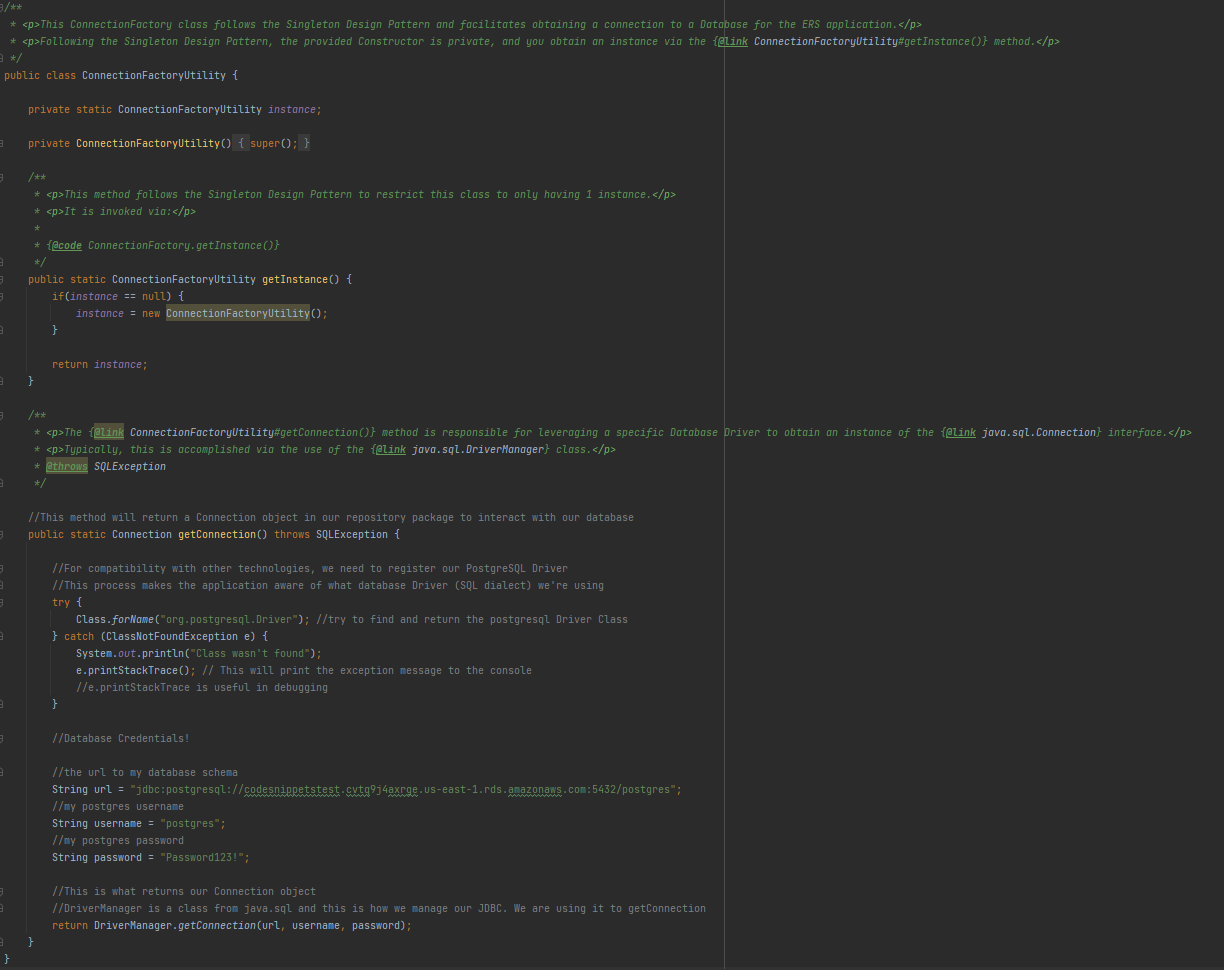 /**
 * <p>This ConnectionFactory class follows the Singleton Design Pattern and facilitates obtaining a connection to a Database for the ERS application.</p>
 * <p>Following the Singleton Design Pattern, the provided Constructor is private, and you obtain an instance via the {@link ConnectionFactoryUtility#getInstance()} method.</p>
 */
public class ConnectionFactoryUtility {
    private static ConnectionFactoryUtility instance;
    private ConnectionFactoryUtility() { super(); }
    /**
     * <p>This method follows the Singleton Design Pattern to restrict this class to only having 1 instance.</p>
     * <p>It is invoked via:</p>
     *
     * {@code ConnectionFactory.getInstance()}
     */
    public static ConnectionFactoryUtility getInstance() {
        if(instance == null) {
            instance = new ConnectionFactoryUtility();
        }
        return instance;
    }
    /**
     * <p>The {@link ConnectionFactoryUtility#getConnection()} method is responsible for leveraging a specific Database Driver to obtain an instance of the {@link java.sql.Connection} interface.</p>
     * <p>Typically, this is accomplished via the use of the {@link java.sql.DriverManager} class.</p>
     * @throws SQLException
     */
    //This method will return a Connection object in our repository package to interact with our database
    public static Connection getConnection() throws SQLException {
        //For compatibility with other technologies, we need to register our PostgreSQL Driver
        //This process makes the application aware of what database Driver (SQL dialect) we're using
        try {
            Class.forName("org.postgresql.Driver"); //try to find and return the postgresql Driver Class
        } catch (ClassNotFoundException e) {
            System.out.println("Class wasn't found");
            e.printStackTrace(); // This will print the exception message to the console
            //e.printStackTrace is useful in debugging
        }
        //Database Credentials!
        //the url to my database schema
        String url = "jdbc:postgresql://codesnippetstest.cvtq9j4axrge.us-east-1.rds.amazonaws.com:5432/postgres";
        //my postgres username
        String username = "postgres";
        //my postgres password
        String password = "Password123!";
        //This is what returns our Connection object
        //DriverManager is a class from java.sql and this is how we manage our JDBC. We are using it to getConnection
        return DriverManager.getConnection(url, username, password);
    }
}